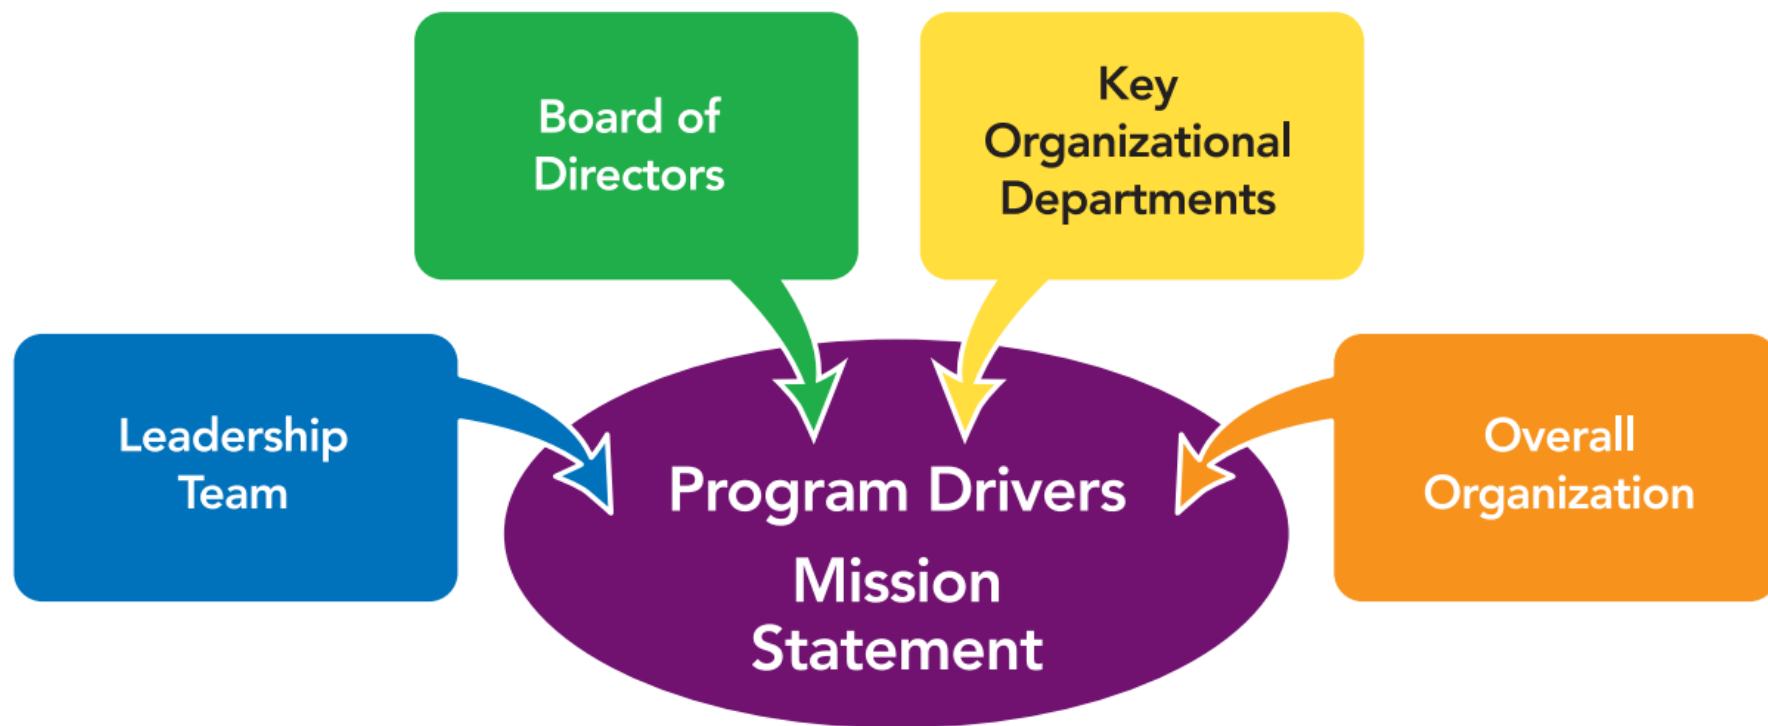 Board of
Directors
Key
Organizational
Departments
Leadership
Team
Overall
Organization
Program Drivers
Mission
Statement